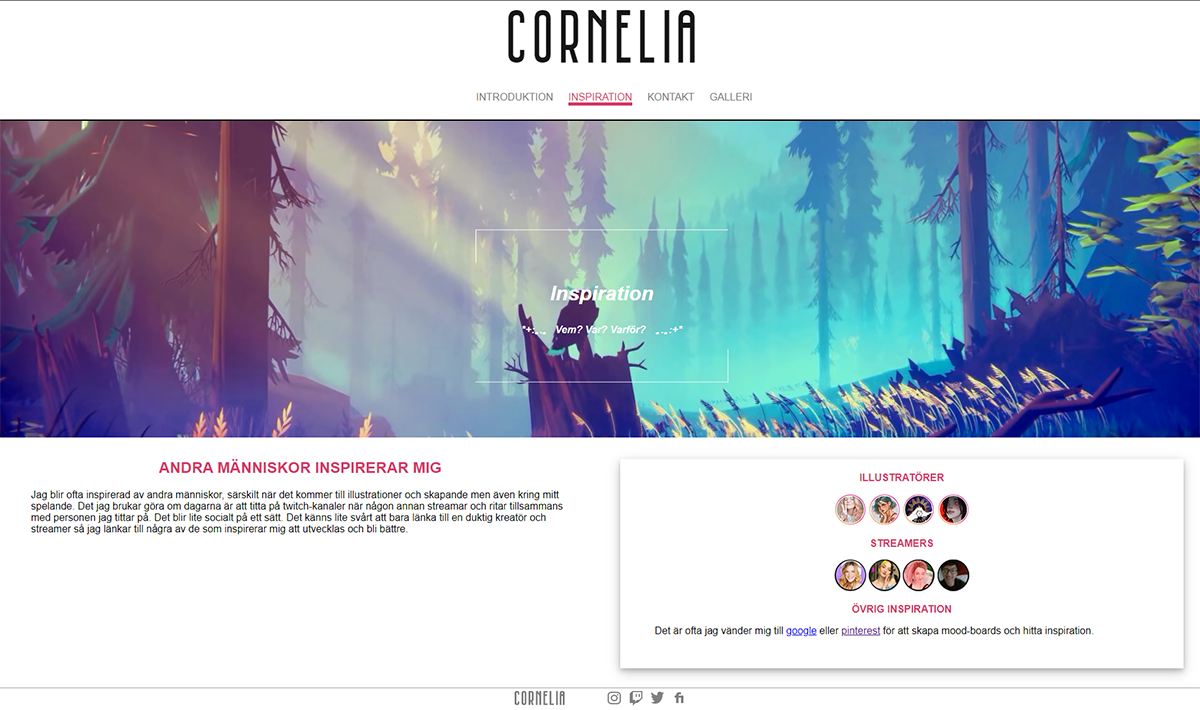 CORNELIA
INTRODUKTION INSPIRATION KONTAKT GALLERI
Inspiration
Vem? Var? Varför?
ANDRA MÄNNISKOR INSPIRERAR MIG
Jag blir ofta inspirerad av andra människor, särskilt när det kommer till illustrationer och skapande men även kring mitt
spelande. Det jag brukar göra om dagarna är att titta på twitch-kanaler när någon annan streamar och ritar tillsammans
med personen jag tittar på. Det blir lite socialt på ett sätt. Det känns lite svårt att bara länka till en duktig kreatör och
streamer så jag länkar till några av de som inspirerar mig att utvecklas och bli bättre.
ILLUSTRATÖRER
STREAMERS
ÖVRIG INSPIRATION
Det är ofta jag vänder mig till google eller pinterest för att skapa mood-boards och hitta inspiration.
CORNELIA